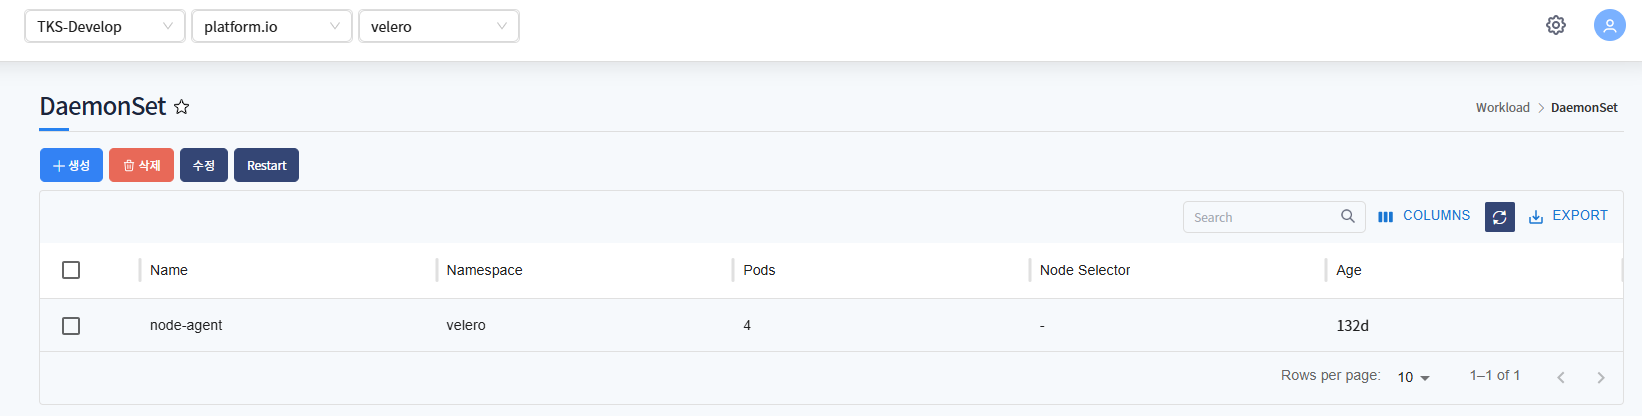 TKS-Develop platform.io velero
DaemonSet
Workload > DaemonSet
+ 생성 삭제 수정 Restart
Search COLUMNS EXPORT
Name Namespace Pods Node Selector Age
node-agent velero 4 - 132d
Rows per page: 10 1–1 of 1